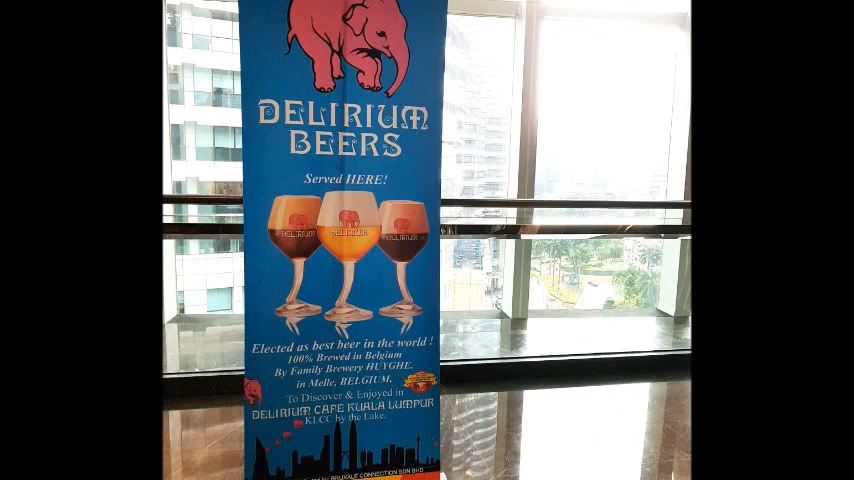 DELIRIUM
BEERS
Served HERE!
DELIRIUM DELIRIUM DELIRIUM
Elected as best beer in the world !
100% Brewed in Belgium
By Family Brewery HUYGHE.
in Melle, BELGIUM.
To Discover & Enjoyed in
DELIRIUM CAFE KUALA LUMPUR
KLCC by the Lake.
by BRUXALE CONNECTION SDN BHD